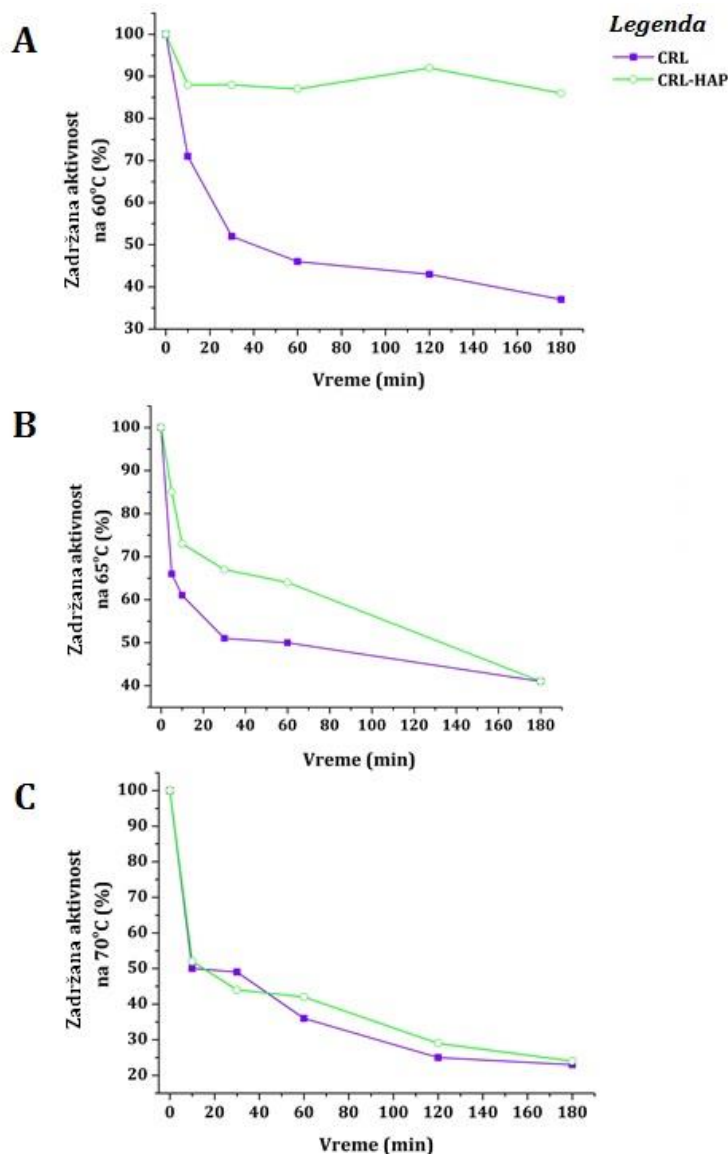 A
Legenda
CRL
CRL-HAP
Zadržana aktivnost
na 60°C (%)
100
90
80
70
60
50
40
30
0 20 40 60 80 100 120 140 160 180
Vreme (min)
B
Zadržana aktivnost
na 65°C (%)
100
90
80
70
60
50
40
0 20 40 60 80 100 120 140 160 180
Vreme (min)
C
Zadržana aktivnost
na 70°C (%)
100
90
80
70
60
50
40
30
20
0 20 40 60 80 100 120 140 160 180
Vreme (min)